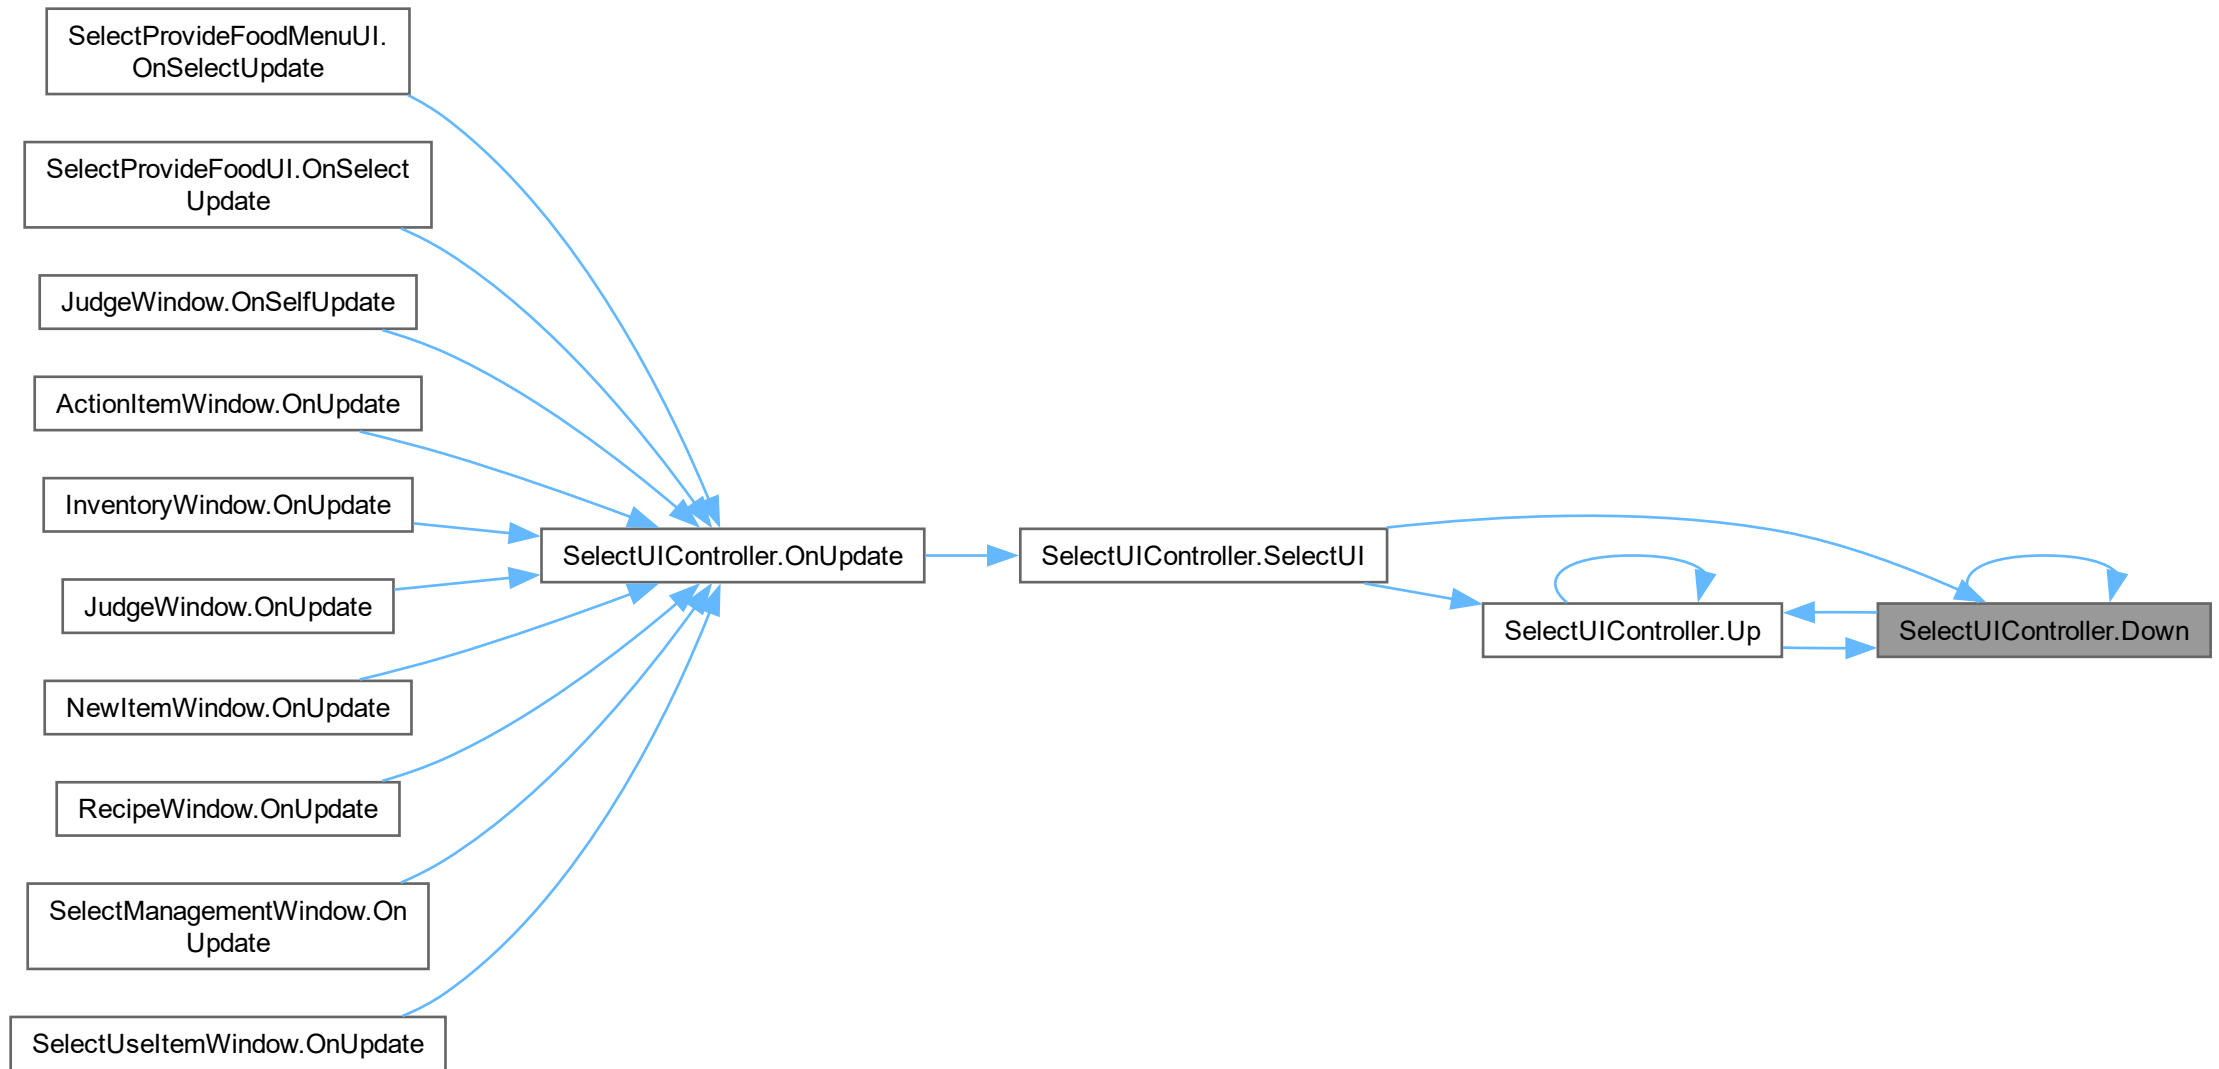 SelectProvideFoodMenuUI.
OnSelectUpdate
SelectProvideFoodUI.OnSelect
Update
JudgeWindow.OnSelfUpdate
ActionItemWindow.OnUpdate
InventoryWindow.OnUpdate
JudgeWindow.OnUpdate
NewItemWindow.OnUpdate
RecipeWindow.OnUpdate
SelectManagementWindow.On
Update
SelectUseItemWindow.OnUpdate
SelectUIController.OnUpdate
SelectUIController.SelectUI
SelectUIController.Up
SelectUIController.Down